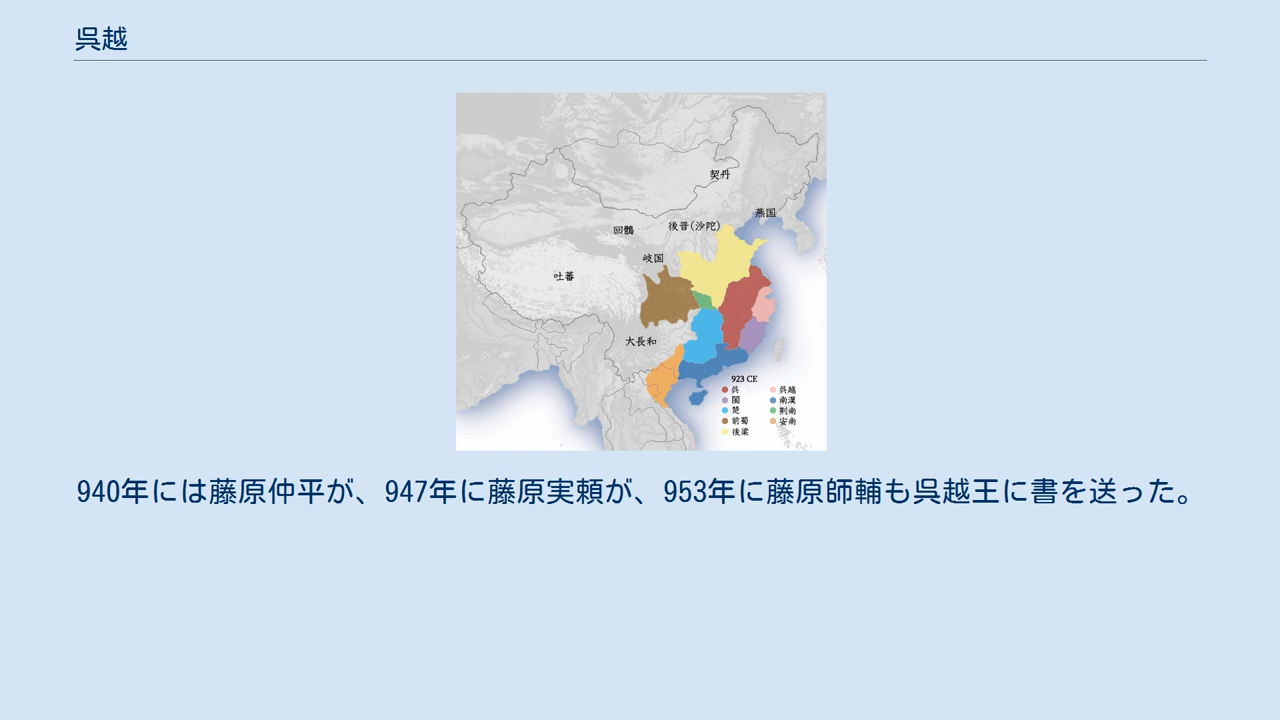 呉越
契丹
燕国
後晋(沙陀)
回鶻
岐国
吐蕃
大長和
923 CE
呉
呉越
閩
南漢
楚
荆南
前蜀
安南
後梁
940年には藤原仲平が、947年に藤原実頼が、953年に藤原師輔も呉越王に書を送った。